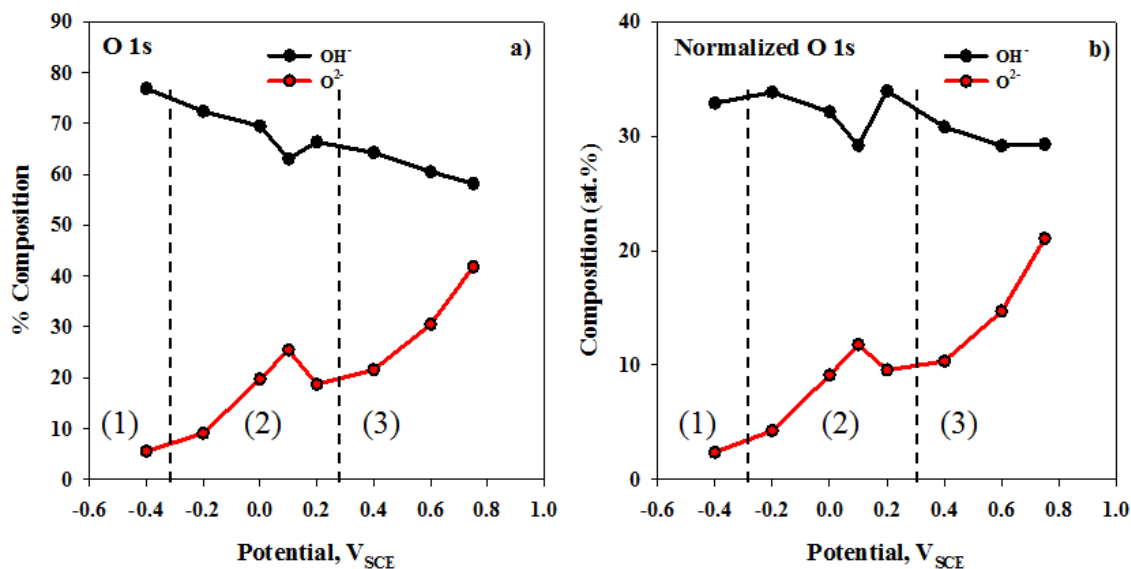 O 1s
a)
OH⁻
O²⁻
90
80
70
60
50
40
30
20
10
0
% Composition
(1)
(2)
(3)
-0.6 -0.4 -0.2 0.0 0.2 0.4 0.6 0.8 1.0
Potential, V_SCE
Normalized O 1s
b)
OH⁻
O²⁻
40
30
20
10
0
Composition (at.%)
(1)
(2)
(3)
-0.6 -0.4 -0.2 0.0 0.2 0.4 0.6 0.8 1.0
Potential, V_SCE